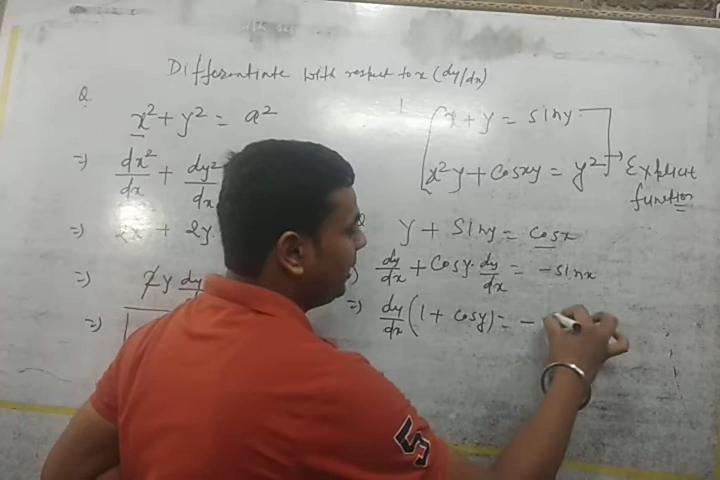 Differentiate with respect to x (dy/dx)
Q.
x² + y² = a²
=) dx²/dx + dy²/dx
=) 2x + 2y
=) 2y dy
=)
x + y = siny
x²y + cosxy = y² → Explicit function
y + siny = cosx
dy/dx + cosy. dy/dx = -sinx
=) dy/dx (1 + cosy) = -
5